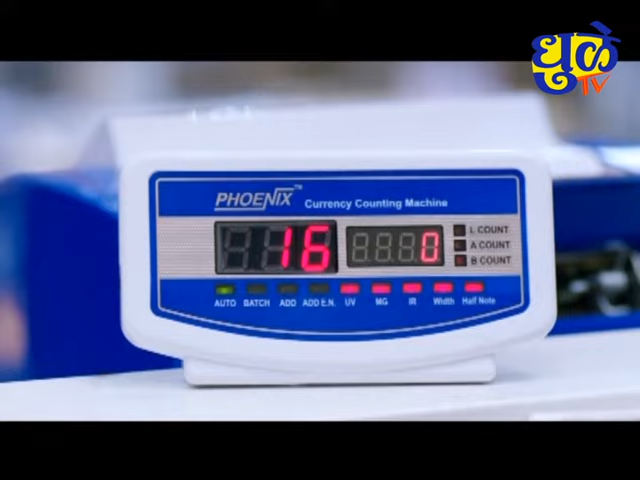 धुळे
TV
PHOENIX™ Currency Counting Machine
16 0
L COUNT
A COUNT
B COUNT
AUTO BATCH ADD ADD E.N. UV MG IR Width Half Note